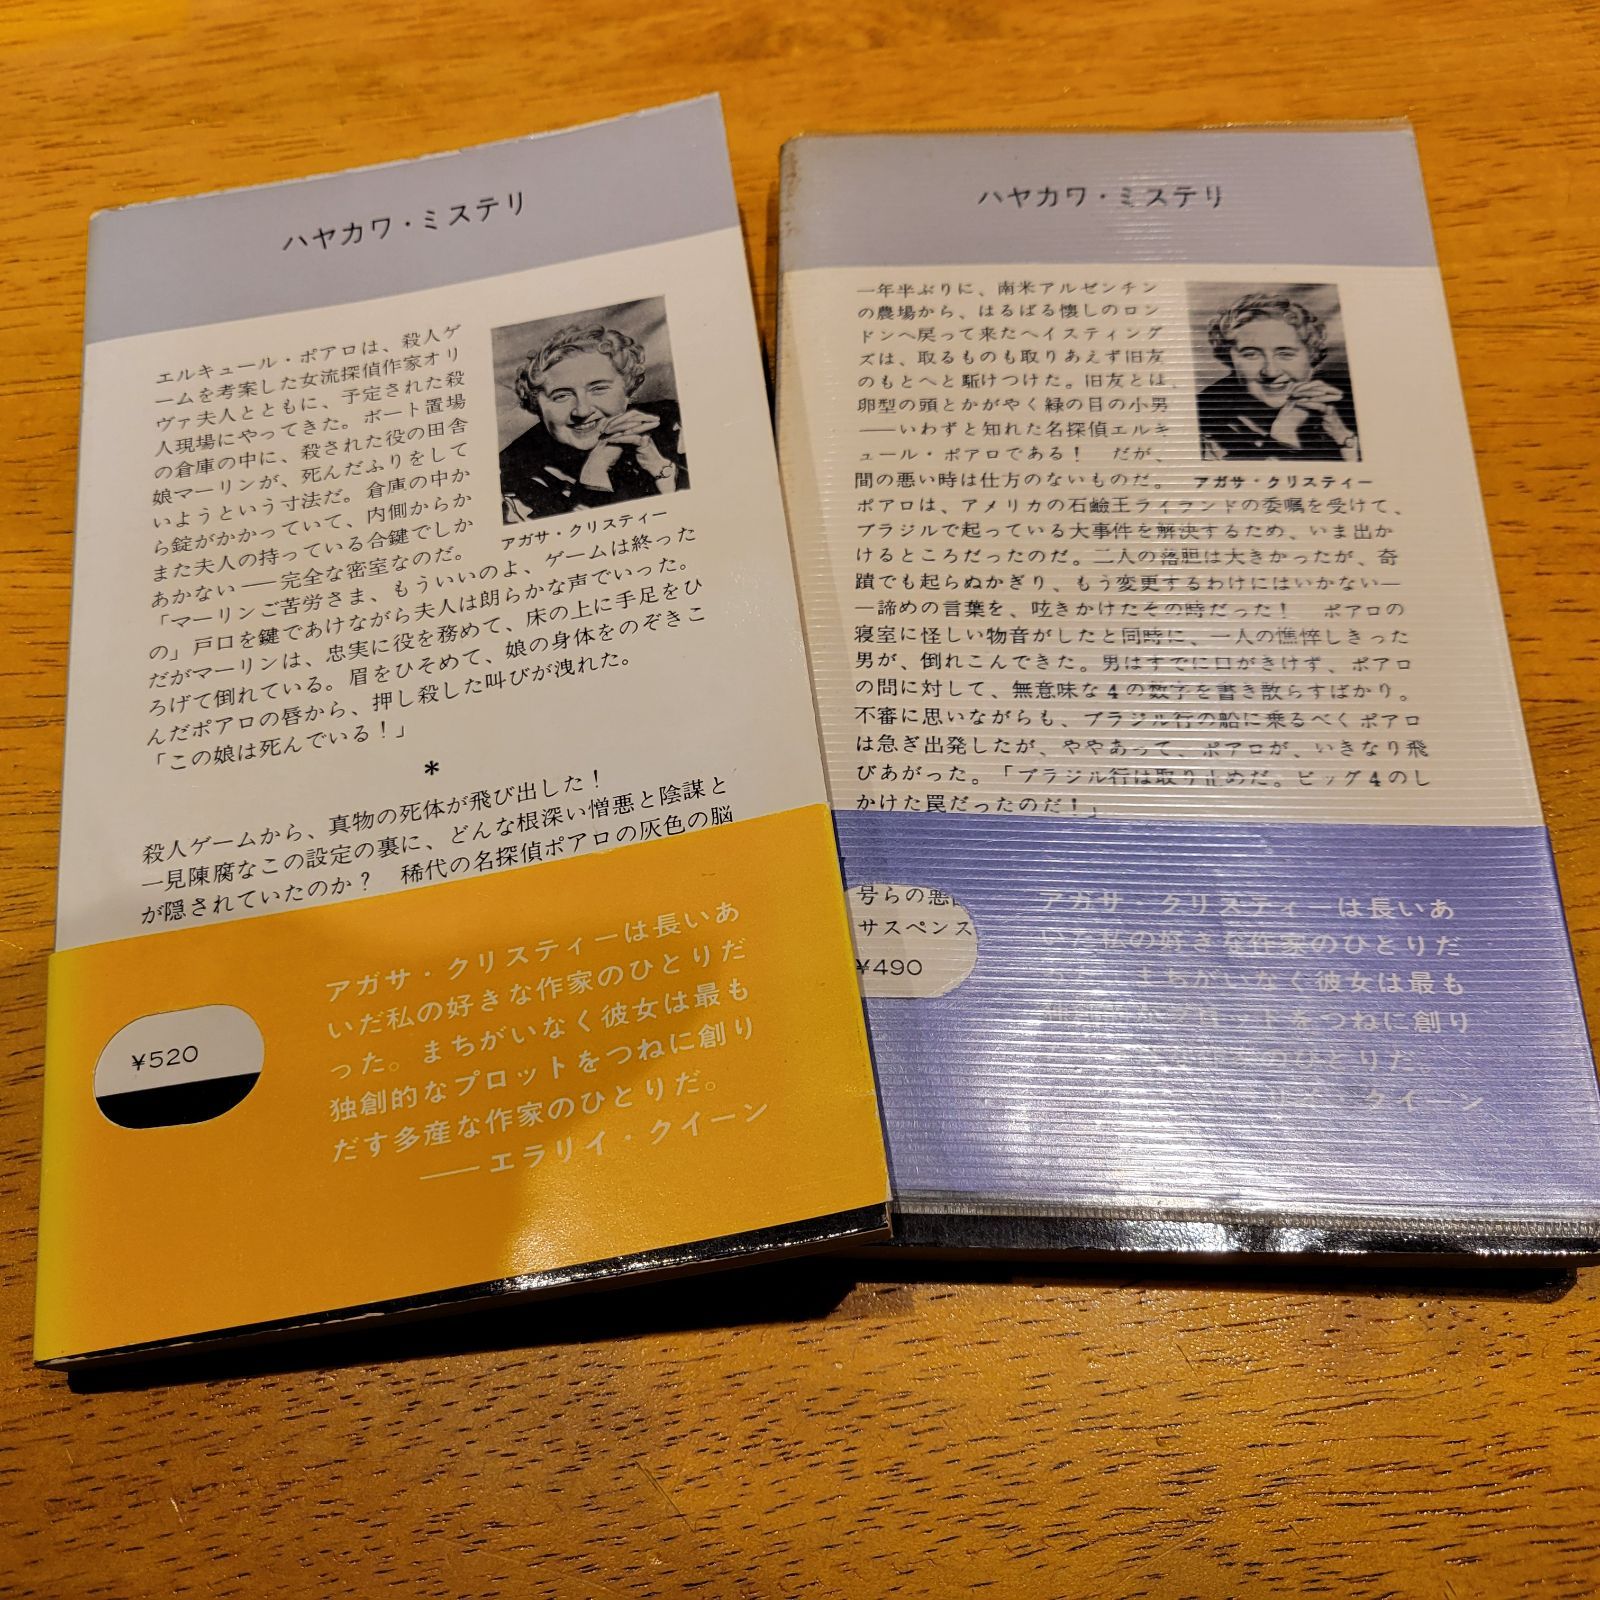 ハヤカワ・ミステリ
エルキュール・ポアロは、殺人ゲ
ームを考案した女流探偵作家オリ
ヴァ夫人とともに、予定された殺
人現場にやってきた。ボート置場
の倉庫の中に、殺された役の田舎
娘マーリンが、死んだふりをして
いようという寸法だ。倉庫の中か
ら錠がかかっていて、内側からか
また夫人の持っている合鍵でしか
あかない——完全な密室なのだ。
アガサ・クリスティー
「マーリンご苦労さま、もういいのよ、ゲームは終った
の」戸口を鍵であけながら夫人は朗らかな声でいった。
だがマーリンは、忠実に役を務めて、床の上に手足をひ
ろげて倒れている。眉をひそめて、娘の身体をのぞきこ
んだポアロの唇から、押し殺した叫びが洩れた。
「この娘は死んでいる！」
*
殺人ゲームから、真物の死体が飛び出した！
一見陳腐なこの設定の裏に、どんな根深い憎悪と陰謀と
が隠されていたのか？　稀代の名探偵ポアロの灰色の脳
¥520
アガサ・クリスティーは長いあ
いだ私の好きな作家のひとりだ
った。まちがいなく彼女は最も
独創的なプロットをつねに創り
だす多産な作家のひとりだ。
——エラリイ・クイーン
ハヤカワ・ミステリ
一年半ぶりに、南米アルゼンチン
の農場から、はるばる懐しのロン
ドンへ戻って来たヘイスティング
ズは、取るものも取りあえず旧友
のもとへと駈けつけた。旧友とは、
卵型の頭とかがやく緑の目の小男
——いわずと知れた名探偵エルキ
ュール・ポアロである！　だが、
間の悪い時は仕方のないものだ。
アガサ・クリスティー
ポアロは、アメリカの石鹼王ライランドの委嘱を受けて、
ブラジルで起っている大事件を解決するため、いま出か
けるところだったのだ。二人の落胆は大きかったが、奇
蹟でも起らぬかぎり、もう変更するわけにはいかない—
—諦めの言葉を、呟きかけたその時だった！　ポアロの
寝室に怪しい物音がしたと同時に、一人の憔悴しきった
男が、倒れこんできた。男はすでに口がきけず、ポアロ
の問に対して、無意味な4の数字を書き散らすばかり。
不審に思いながらも、ブラジル行の船に乗るべくポアロ
は急ぎ出発したが、ややあって、ポアロが、いきなり飛
びあがった。「ブラジル行は取り止めだ。ビッグ4のし
かけた罠だったのだ！」
号らの悪
サスペンス
¥490
アガサ・クリスティーは長いあ
いだ私の好きな作家のひとりだ
まちがいなく彼女は最も
独創的なプロットをつねに創り
作家のひとりだ。
リイ・クイーン